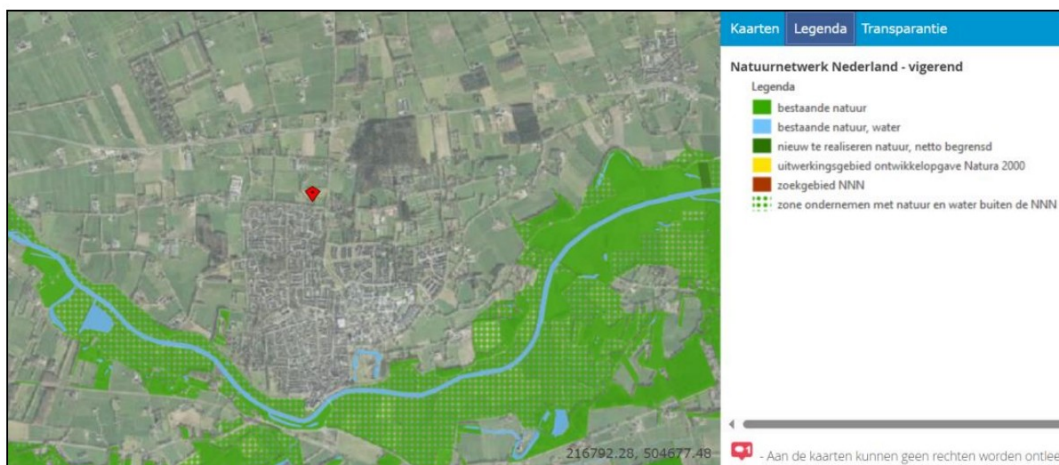 Kaarten Legenda Transparantie
Natuurnetwerk Nederland - vigerend
Legenda
bestaande natuur
bestaande natuur, water
nieuw te realiseren natuur, netto begrensd
uitwerkingsgebied ontwikkelopgave Natura 2000
zoekgebied NNN
zone ondernemen met natuur en water buiten de NNN
216792.28, 504677.48
- Aan de kaarten kunnen geen rechten worden ontlee